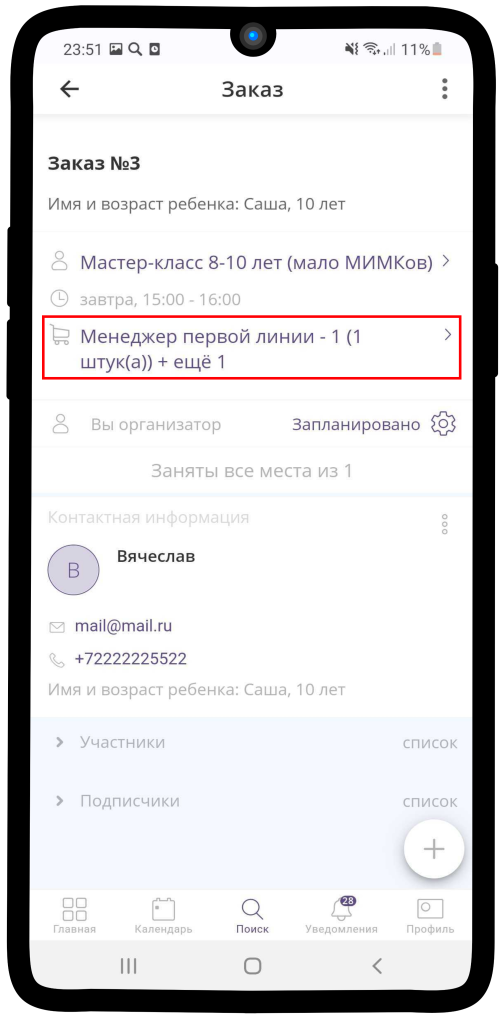 23:51 11%
Заказ
Заказ №3
Имя и возраст ребенка: Саша, 10 лет
Мастер-класс 8-10 лет (мало МИМКов)
завтра, 15:00 - 16:00
Менеджер первой линии - 1 (1
штук(а)) + ещё 1
Вы организатор Запланировано
Заняты все места из 1
Контактная информация
В Вячеслав
mail@mail.ru
+72222225522
Имя и возраст ребенка: Саша, 10 лет
Участники список
Подписчики список
28
Главная Календарь Поиск Уведомления Профиль